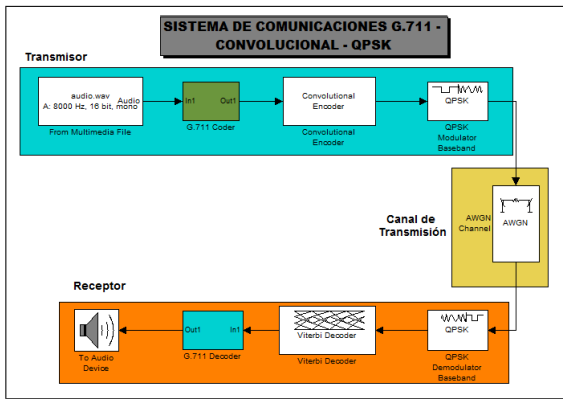 SISTEMA DE COMUNICACIONES G.711 -
CONVOLUCIONAL - QPSK
Transmisor
audio.wav
A: 8000 Hz, 16 bit, mono
Audio
From Multimedia File
In1
Out1
G.711 Coder
Convolutional
Encoder
Convolutional
Encoder
QPSK
QPSK
Modulator
Baseband
Canal de
Transmisión
AWGN
Channel
AWGN
Receptor
To Audio
Device
Out1
In1
G.711 Decoder
Viterbi Decoder
Viterbi Decoder
QPSK
QPSK
Demodulator
Baseband